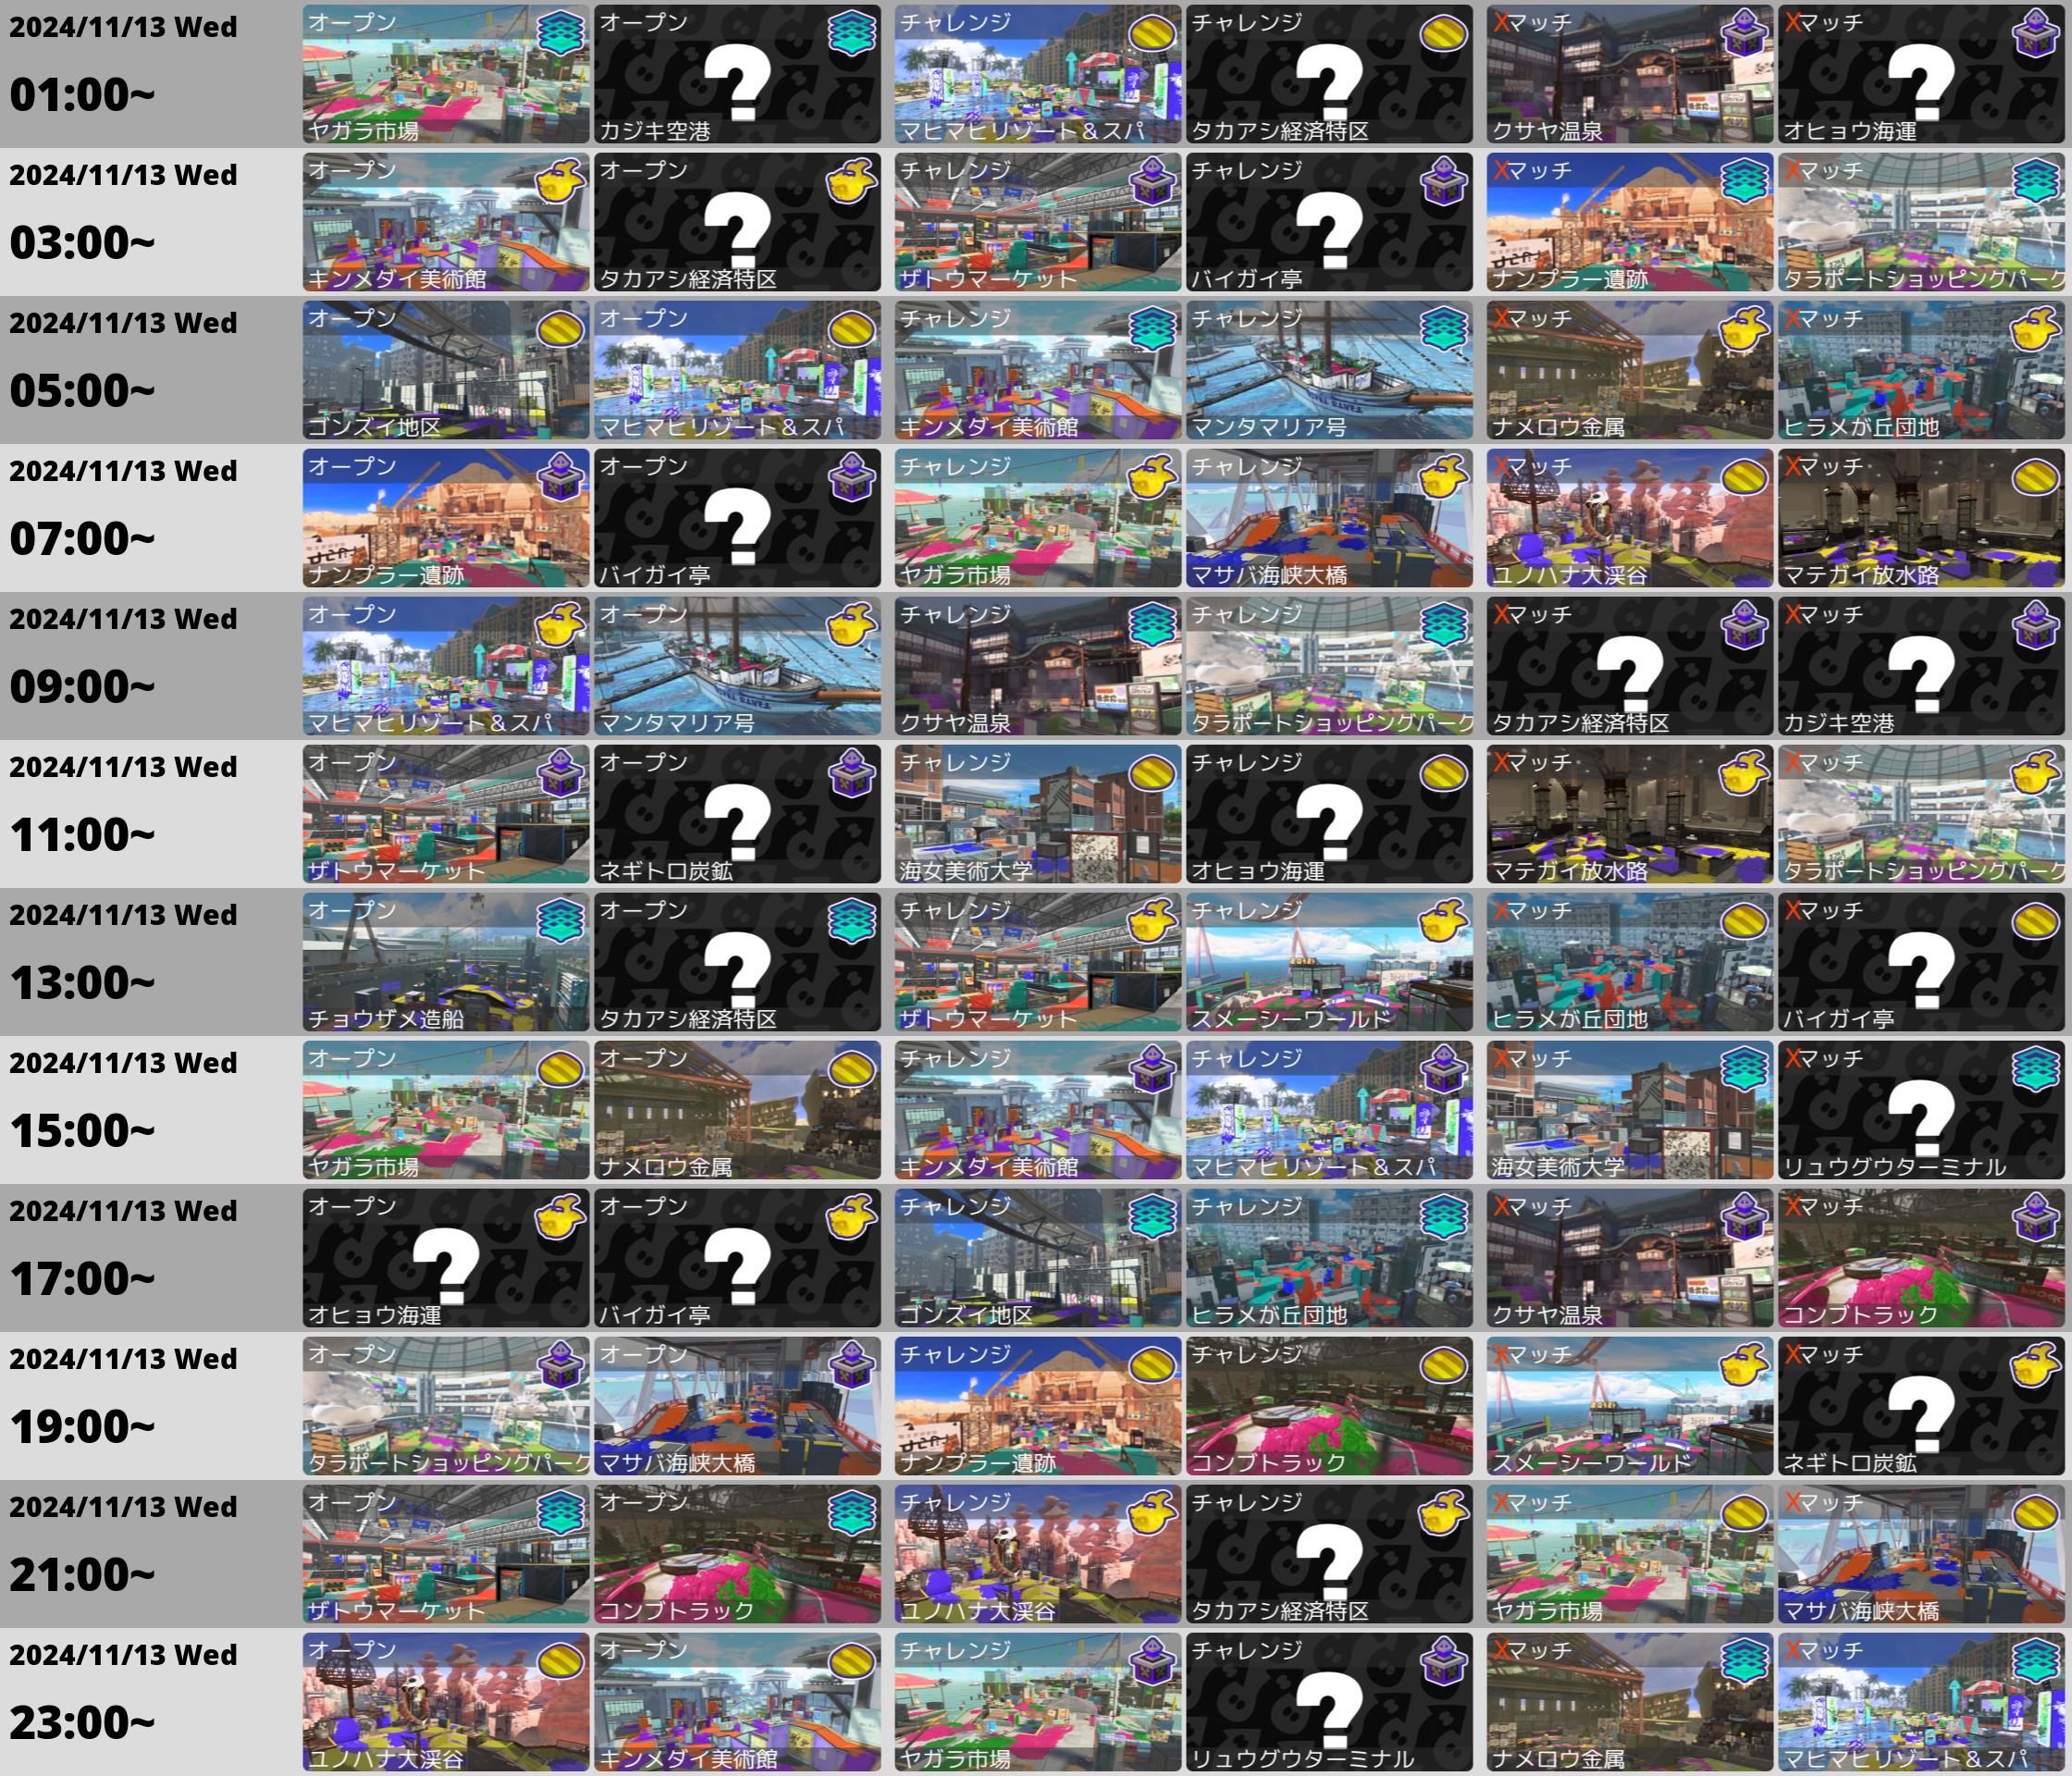 2024/11/13 Wed
01:00~
オープン
ヤガラ市場
オープン
カジキ空港
チャレンジ
マヒマヒリゾート＆スパ
チャレンジ
タカアシ経済特区
Xマッチ
クサヤ温泉
Xマッチ
オヒョウ海運
2024/11/13 Wed
03:00~
オープン
キンメダイ美術館
オープン
タカアシ経済特区
チャレンジ
ザトウマーケット
チャレンジ
バイガイ亭
Xマッチ
ナンプラー遺跡
Xマッチ
タラポートショッピングパーク
2024/11/13 Wed
05:00~
オープン
ゴンズイ地区
オープン
マヒマヒリゾート＆スパ
チャレンジ
キンメダイ美術館
チャレンジ
マンタマリア号
Xマッチ
ナメロウ金属
Xマッチ
ヒラメが丘団地
2024/11/13 Wed
07:00~
オープン
ナンプラー遺跡
オープン
バイガイ亭
チャレンジ
ヤガラ市場
チャレンジ
マサバ海峡大橋
Xマッチ
ユノハナ大渓谷
Xマッチ
マテガイ放水路
2024/11/13 Wed
09:00~
オープン
マヒマヒリゾート＆スパ
オープン
マンタマリア号
チャレンジ
クサヤ温泉
チャレンジ
タラポートショッピングパーク
Xマッチ
タカアシ経済特区
Xマッチ
カジキ空港
2024/11/13 Wed
11:00~
オープン
ザトウマーケット
オープン
ネギトロ炭鉱
チャレンジ
海女美術大学
チャレンジ
オヒョウ海運
Xマッチ
マテガイ放水路
Xマッチ
タラポートショッピングパーク
2024/11/13 Wed
13:00~
オープン
チョウザメ造船
オープン
タカアシ経済特区
チャレンジ
ザトウマーケット
チャレンジ
スメーシーワールド
Xマッチ
ヒラメが丘団地
Xマッチ
バイガイ亭
2024/11/13 Wed
15:00~
オープン
ヤガラ市場
オープン
ナメロウ金属
チャレンジ
キンメダイ美術館
チャレンジ
マヒマヒリゾート＆スパ
Xマッチ
海女美術大学
Xマッチ
リュウグウターミナル
2024/11/13 Wed
17:00~
オープン
オヒョウ海運
オープン
バイガイ亭
チャレンジ
ゴンズイ地区
チャレンジ
ヒラメが丘団地
Xマッチ
クサヤ温泉
Xマッチ
コンブトラック
2024/11/13 Wed
19:00~
オープン
タラポートショッピングパーク
オープン
マサバ海峡大橋
チャレンジ
ナンプラー遺跡
チャレンジ
コンブトラック
Xマッチ
スメーシーワールド
Xマッチ
ネギトロ炭鉱
2024/11/13 Wed
21:00~
オープン
ザトウマーケット
オープン
コンブトラック
チャレンジ
ユノハナ大渓谷
チャレンジ
タカアシ経済特区
Xマッチ
ヤガラ市場
Xマッチ
マサバ海峡大橋
2024/11/13 Wed
23:00~
オープン
ユノハナ大渓谷
オープン
キンメダイ美術館
チャレンジ
ヤガラ市場
チャレンジ
リュウグウターミナル
Xマッチ
ナメロウ金属
Xマッチ
マヒマヒリゾート＆スパ